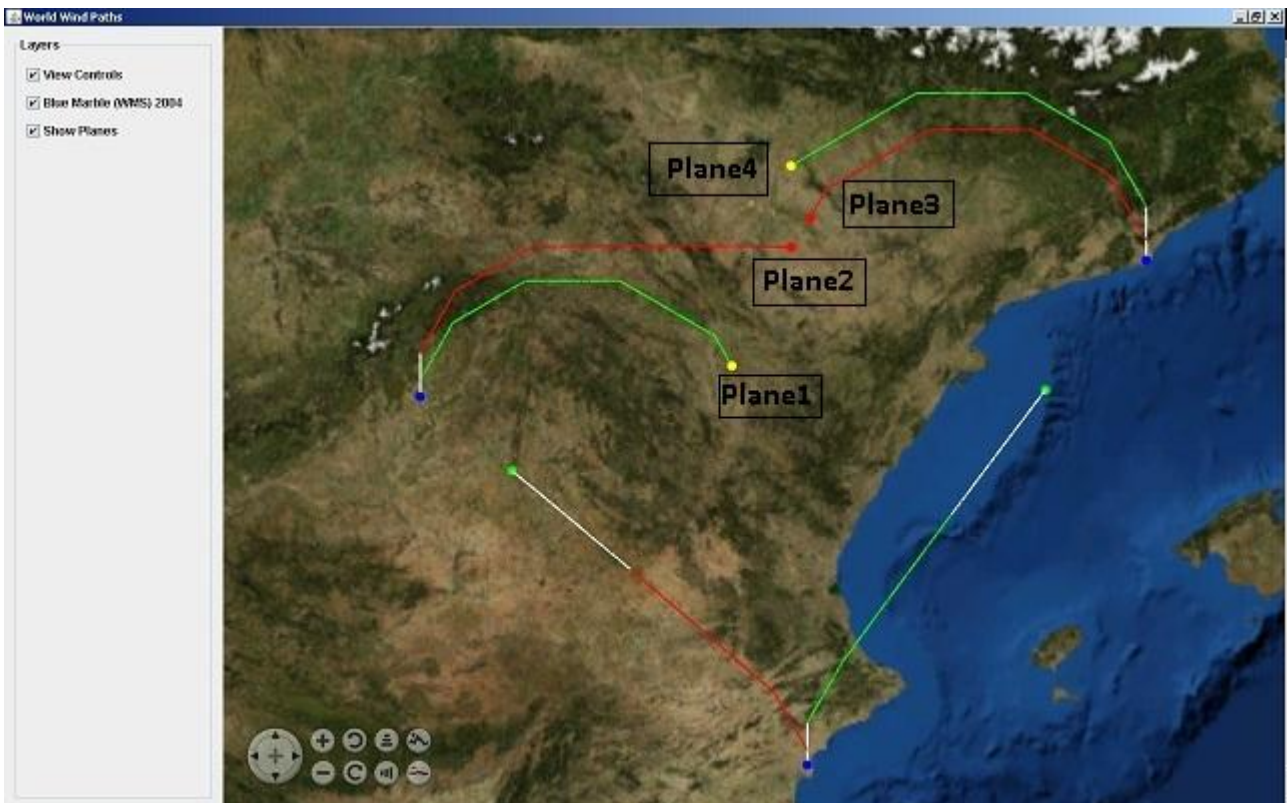 World Wind Paths
Layers
View Controls
Blue Marble (WMS) 2004
Show Planes
Plane4
Plane3
Plane2
Plane1